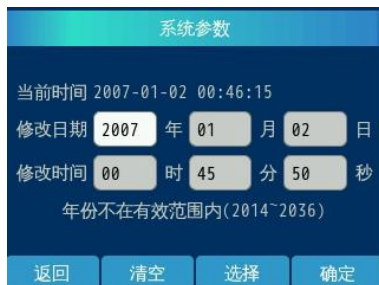 系统参数
当前时间 2007-01-02 00:46:15
修改日期 2007 年 01 月 02 日
修改时间 00 时 45 分 50 秒
年份不在有效范围内(2014~2036)
返回 清空 选择 确定